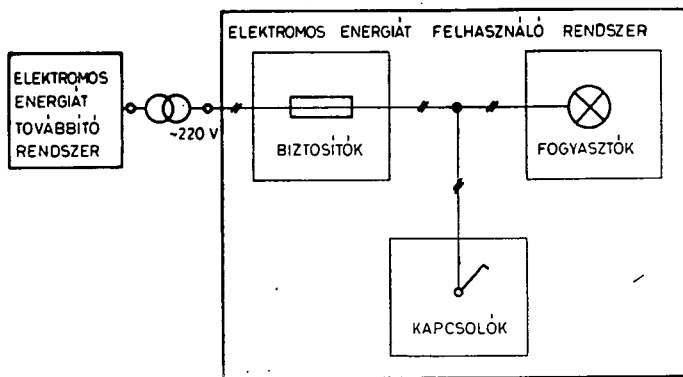 ELEKTROMOS ENERGIÁT FELHASZNÁLÓ RENDSZER
ELEKTROMOS
ENERGIÁT
TOVÁBBÍTÓ
RENDSZER
~220 V
BIZTOSÍTÓK
FOGYASZTÓK
KAPCSOLÓK